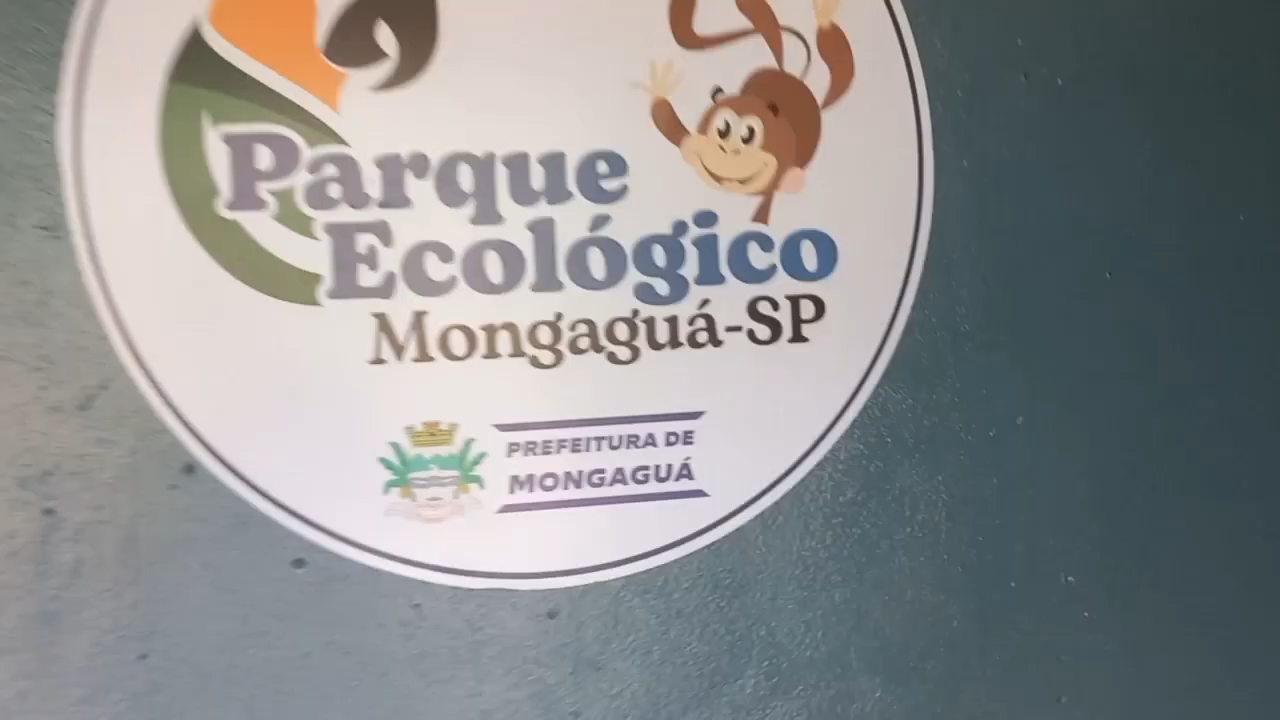 Parque
Ecológico
Mongaguá-SP
PREFEITURA DE
MONGAGUÁ